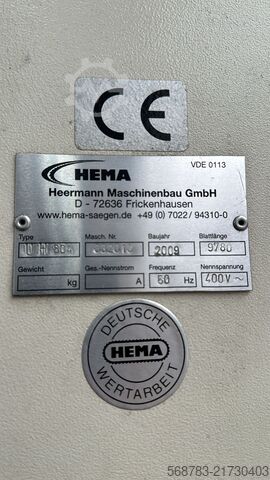 CE
HEMA
VDE 0113
Heermann Maschinenbau GmbH
D - 72636 Frickenhausen
www.hema-saegen.de +49 (0) 7022 / 94310-0
Type Masch. Nr. Baujahr Blattlänge
2009 9780
Gewicht Ges.-Nennstrom Frequenz Nennspannung
kg A 50 Hz 400V ~
DEUTSCHE
HEMA
WERTARBEIT
568783-21730403